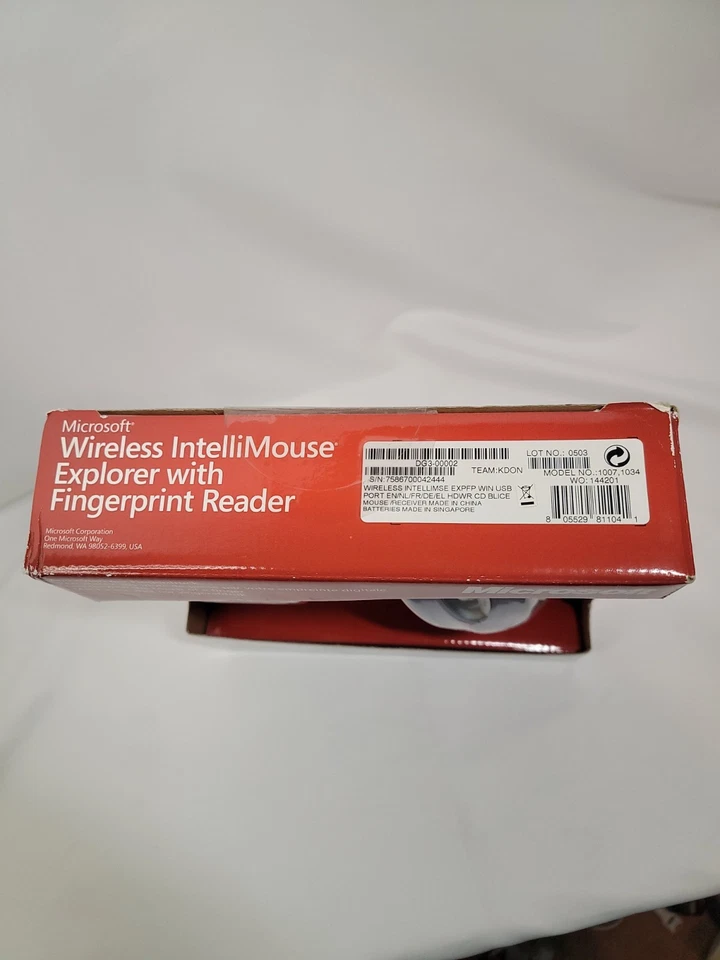 Microsoft®
Wireless IntelliMouse®
Explorer with
Fingerprint Reader
Microsoft Corporation
One Microsoft Way
Redmond, WA 98052-6399, USA
DG3-00002
TEAM:KDON
S/N:7586700042444
WIRELESS INTELLIMSE EXPFP WIN USB
PORT EN/NL/FR/DE/EL HDWR CD BLICE
MOUSE /RECEIVER MADE IN CHINA
BATTERIES MADE IN SINGAPORE
LOT NO.: 0503
MODEL NO.:1007,1034
WO:144201
8 05529 81104 1
Microsoft